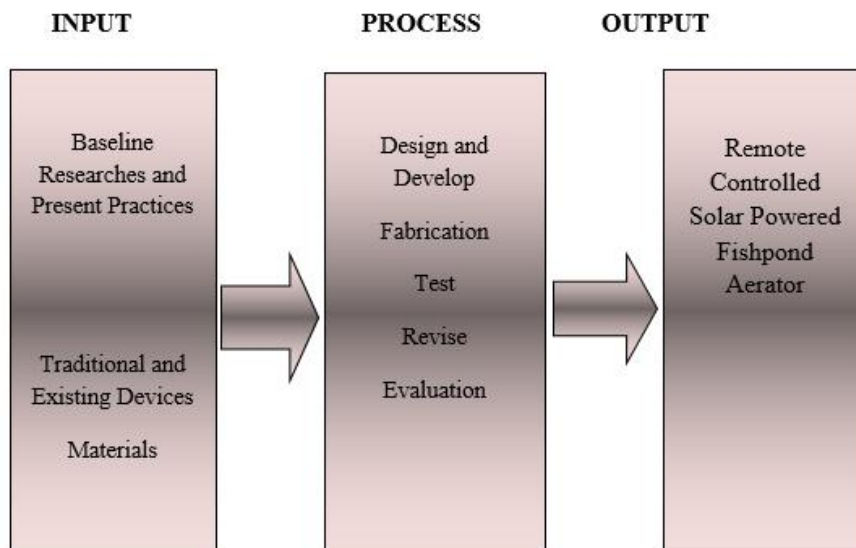 INPUT
PROCESS
OUTPUT
Baseline
Researches and
Present Practices
Traditional and
Existing Devices
Materials
Design and
Develop
Fabrication
Test
Revise
Evaluation
Remote
Controlled
Solar Powered
Fishpond
Aerator